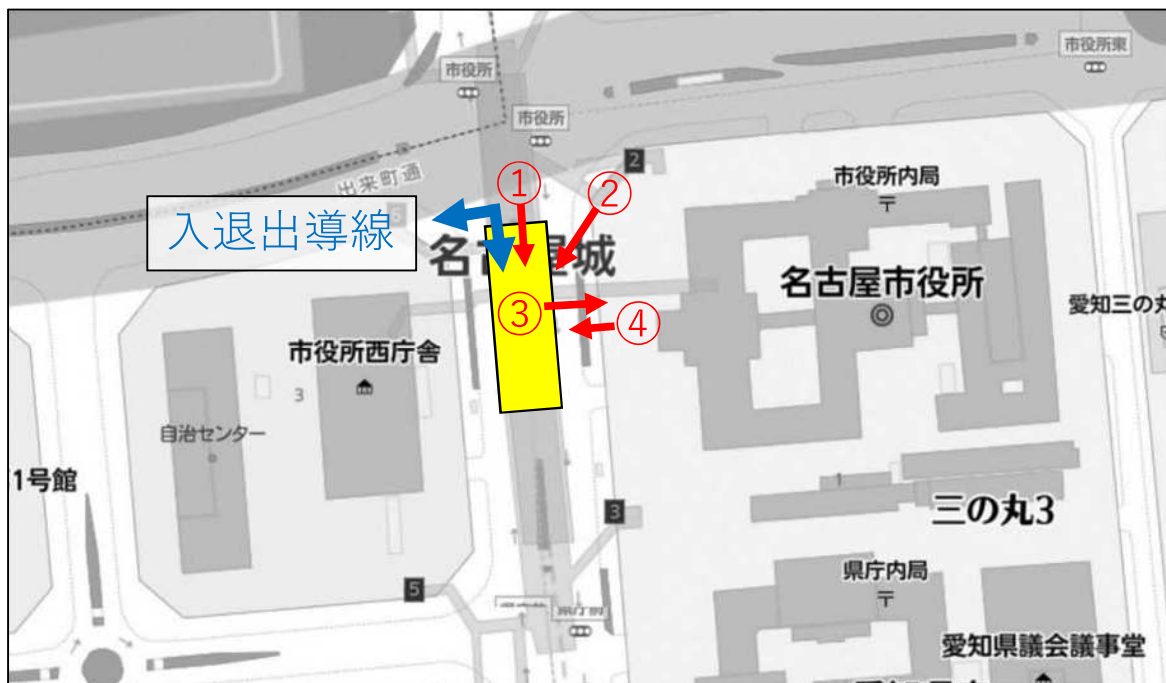 市役所
市役所東
市役所
2
出来町通
①
②
市役所内局
〒
入退出導線
6
名古屋城
名古屋市役所
愛知三の丸
③
④
市役所西庁舎
3
自治センター
1号館
1
三の丸3
3
県庁内局
〒
5
愛知県議会議事堂